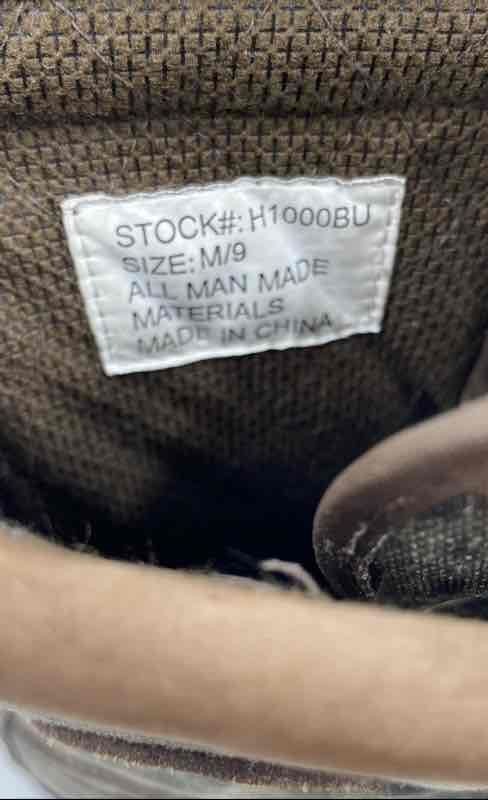 STOCK#: H1000BU
SIZE: M/9
ALL MAN MADE
MATERIALS
MADE IN CHINA